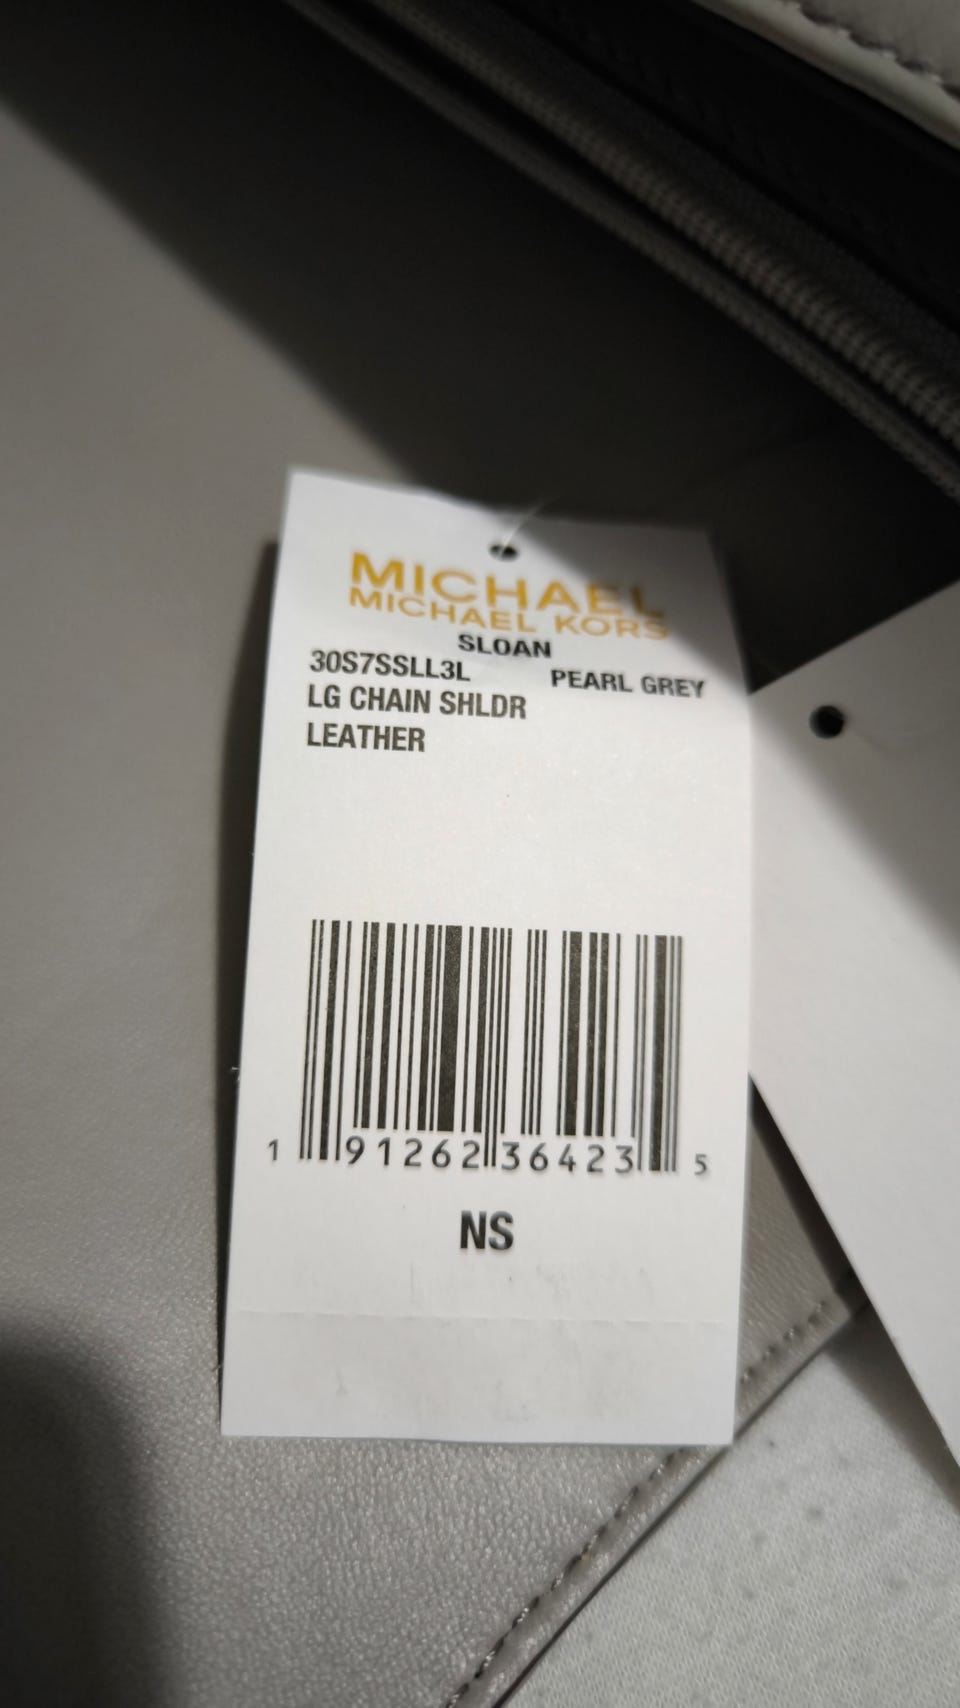 MICHAEL
MICHAEL KORS
SLOAN
30S7SSLL3L PEARL GREY
LG CHAIN SHLDR
LEATHER
1 91262 36423 5
NS